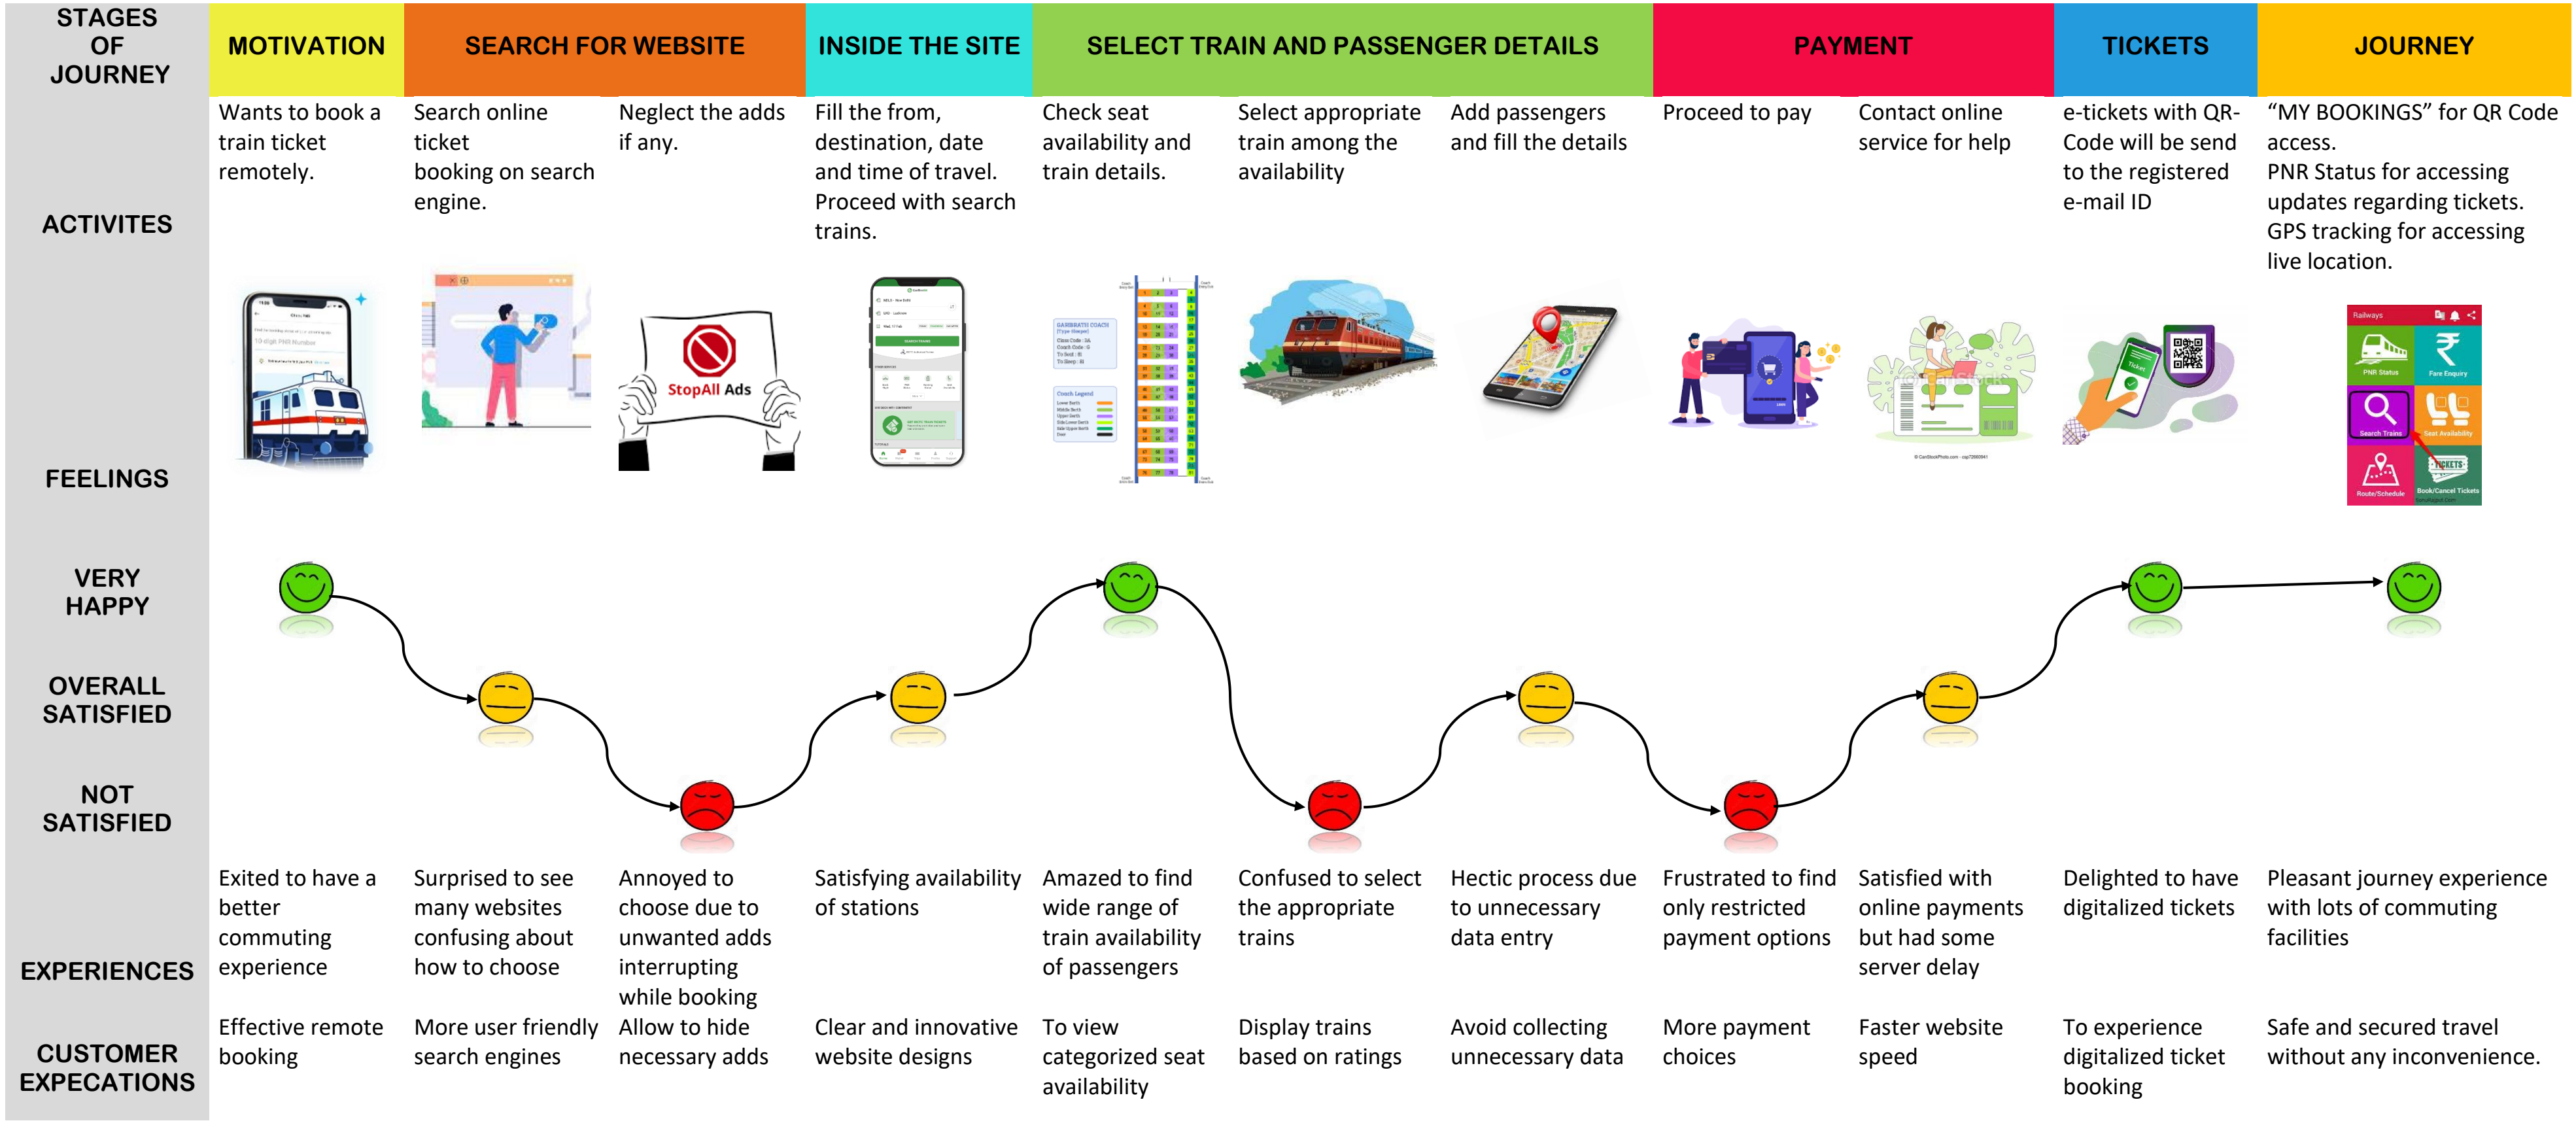 STAGES
OF
JOURNEY
MOTIVATION
SEARCH FOR WEBSITE
INSIDE THE SITE
SELECT TRAIN AND PASSENGER DETAILS
PAYMENT
TICKETS
JOURNEY
ACTIVITES
Wants to book a
train ticket
remotely.
Search online
ticket
booking on search
engine.
Neglect the adds
if any.
Fill the from,
destination, date
and time of travel.
Proceed with search
trains.
Check seat
availability and
train details.
Select appropriate
train among the
availability
Add passengers
and fill the details
Proceed to pay
Contact online
service for help
e-tickets with QR-
Code will be send
to the registered
e-mail ID
“MY BOOKINGS” for QR Code
access.
PNR Status for accessing
updates regarding tickets.
GPS tracking for accessing
live location.
10-digit PNR Number
StopAll Ads
SEARCH TRAINS
GARIBRATH COACH
Coach Legend
Ticket
Railways
PNR Status
Fare Enquiry
Search Trains
Seat Availability
Route/Schedule
TICKETS
Book/Cancel Tickets
FEELINGS
VERY
HAPPY
OVERALL
SATISFIED
NOT
SATISFIED
EXPERIENCES
Exited to have a
better
commuting
experience
Surprised to see
many websites
confusing about
how to choose
Annoyed to
choose due to
unwanted adds
interrupting
while booking
Satisfying availability
of stations
Amazed to find
wide range of
train availability
of passengers
Confused to select
the appropriate
trains
Hectic process due
to unnecessary
data entry
Frustrated to find
only restricted
payment options
Satisfied with
online payments
but had some
server delay
Delighted to have
digitalized tickets
Pleasant journey experience
with lots of commuting
facilities
CUSTOMER
EXPECATIONS
Effective remote
booking
More user friendly
search engines
Allow to hide
necessary adds
Clear and innovative
website designs
To view
categorized seat
availability
Display trains
based on ratings
Avoid collecting
unnecessary data
More payment
choices
Faster website
speed
To experience
digitalized ticket
booking
Safe and secured travel
without any inconvenience.